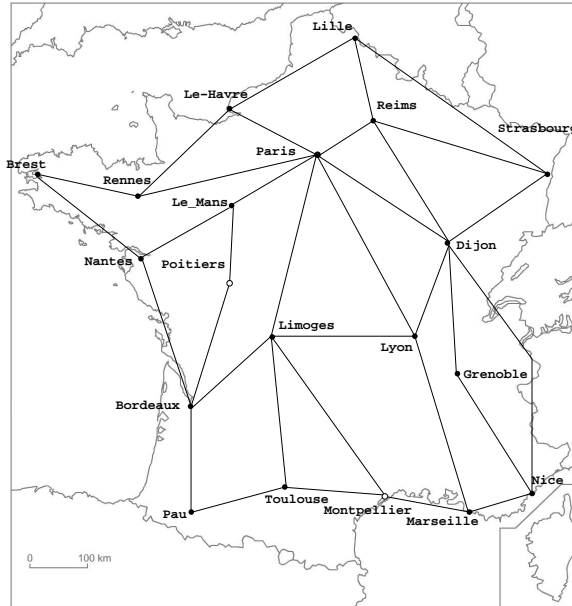 Lille
Le-Havre
Reims
Strasbourg
Paris
Brest
Rennes
Le_Mans
Dijon
Nantes
Poitiers
Limoges
Lyon
Grenoble
Bordeaux
Nice
Toulouse
Montpellier
Pau
Marseille
0 100 km